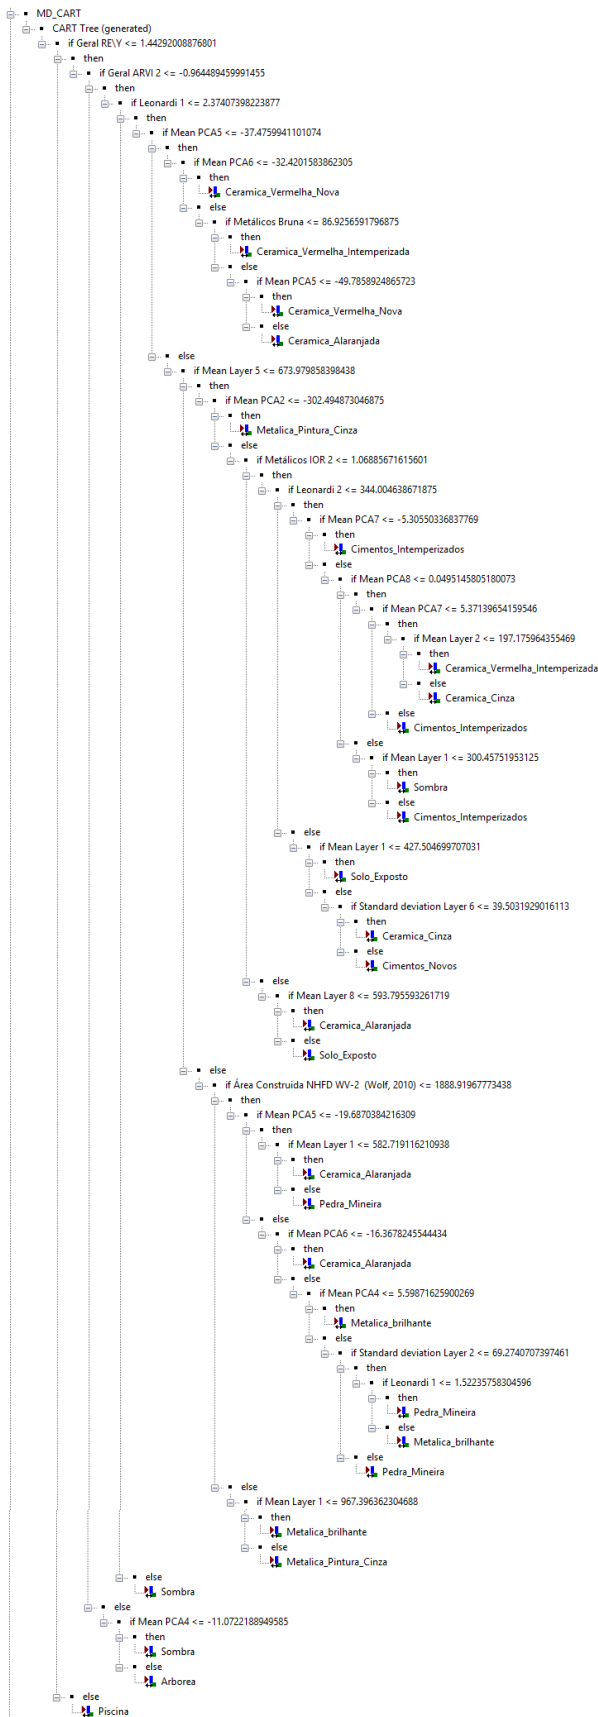 MD_CART
CART Tree (generated)
if Geral RE\Y <= 1.44292008876801
then
if Geral ARVI 2 <= -0.964489459991455
then
if Leonardi 1 <= 2.37407398223877
then
if Mean PCA5 <= -37.4759941101074
then
if Mean PCA6 <= -32.4201583862305
then
Ceramica_Vermelha_Nova
else
if Metálicos Bruna <= 86.9256591796875
then
Ceramica_Vermelha_Intemperizada
else
if Mean PCA5 <= -49.7858924865723
then
Ceramica_Vermelha_Nova
else
Ceramica_Alaranjada
else
if Mean Layer 5 <= 673.979858398438
then
if Mean PCA2 <= -302.494873046875
then
Metalica_Pintura_Cinza
else
if Metálicos IOR 2 <= 1.06885671615601
then
if Leonardi 2 <= 344.004638671875
then
if Mean PCA7 <= -5.30550336837769
then
Cimentos_Intemperizados
else
if Mean PCA8 <= 0.0495145805180073
then
if Mean PCA7 <= 5.37139654159546
then
if Mean Layer 2 <= 197.175964355469
then
Ceramica_Vermelha_Intemperizada
else
Ceramica_Cinza
else
Cimentos_Intemperizados
else
if Mean Layer 1 <= 300.45751953125
then
Sombra
else
Cimentos_Intemperizados
else
if Mean Layer 1 <= 427.504699707031
then
Solo_Exposto
else
if Standard deviation Layer 6 <= 39.5031929016113
then
Ceramica_Cinza
else
Cimentos_Novos
else
if Mean Layer 8 <= 593.795593261719
then
Ceramica_Alaranjada
else
Solo_Exposto
else
if Área Construida NHFD WV-2 (Wolf, 2010) <= 1888.91967773438
then
if Mean PCA5 <= -19.6870384216309
then
if Mean Layer 1 <= 582.719116210938
then
Ceramica_Alaranjada
else
Pedra_Mineira
else
if Mean PCA6 <= -16.3678245544434
then
Ceramica_Alaranjada
else
if Mean PCA4 <= 5.59871625900269
then
Metalica_brilhante
else
if Standard deviation Layer 2 <= 69.2740707397461
then
if Leonardi 1 <= 1.52235758304596
then
Pedra_Mineira
else
Metalica_brilhante
else
Pedra_Mineira
else
if Mean Layer 1 <= 967.396362304688
then
Metalica_brilhante
else
Metalica_Pintura_Cinza
else
Sombra
else
if Mean PCA4 <= -11.0722188949585
then
Sombra
else
Arborea
else
Piscina